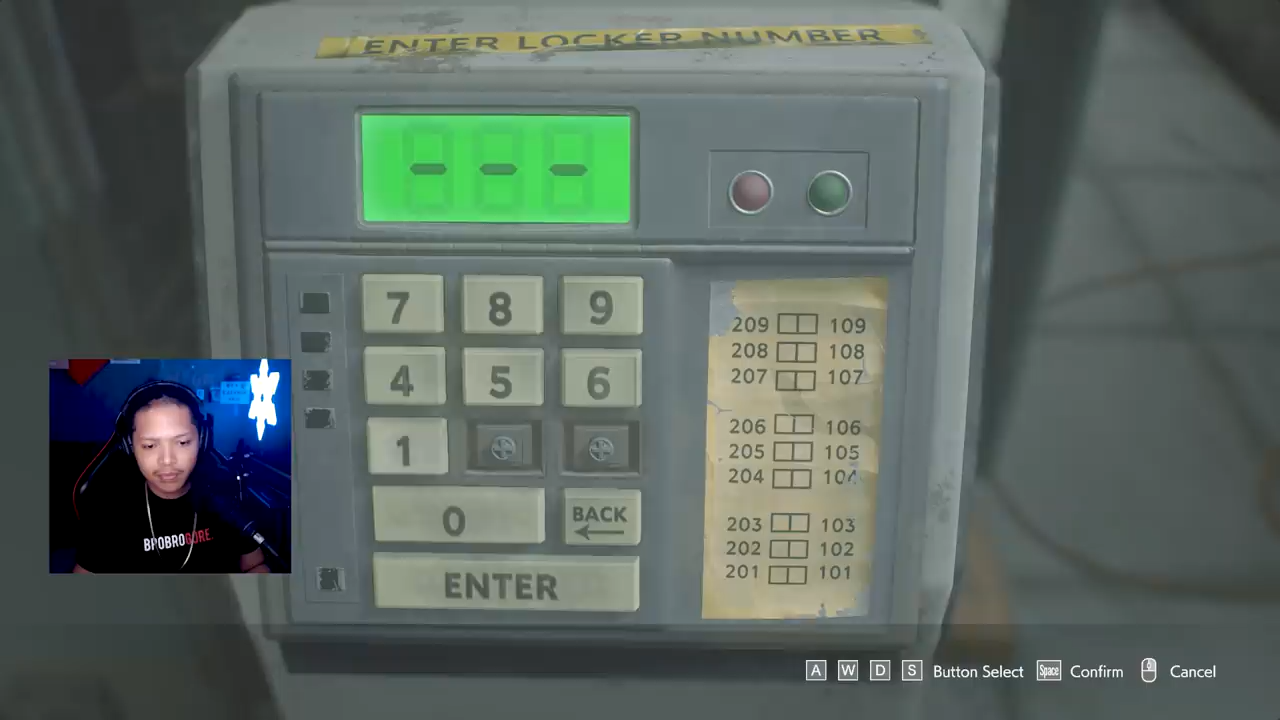 ENTER LOCKER NUMBER
7 8 9
4 5 6
1
0 BACK
ENTER
209 109
208 108
207 107
206 106
205 105
204 104
203 103
202 102
201 101
BROBROGORE
A W D S Button Select Space Confirm Cancel